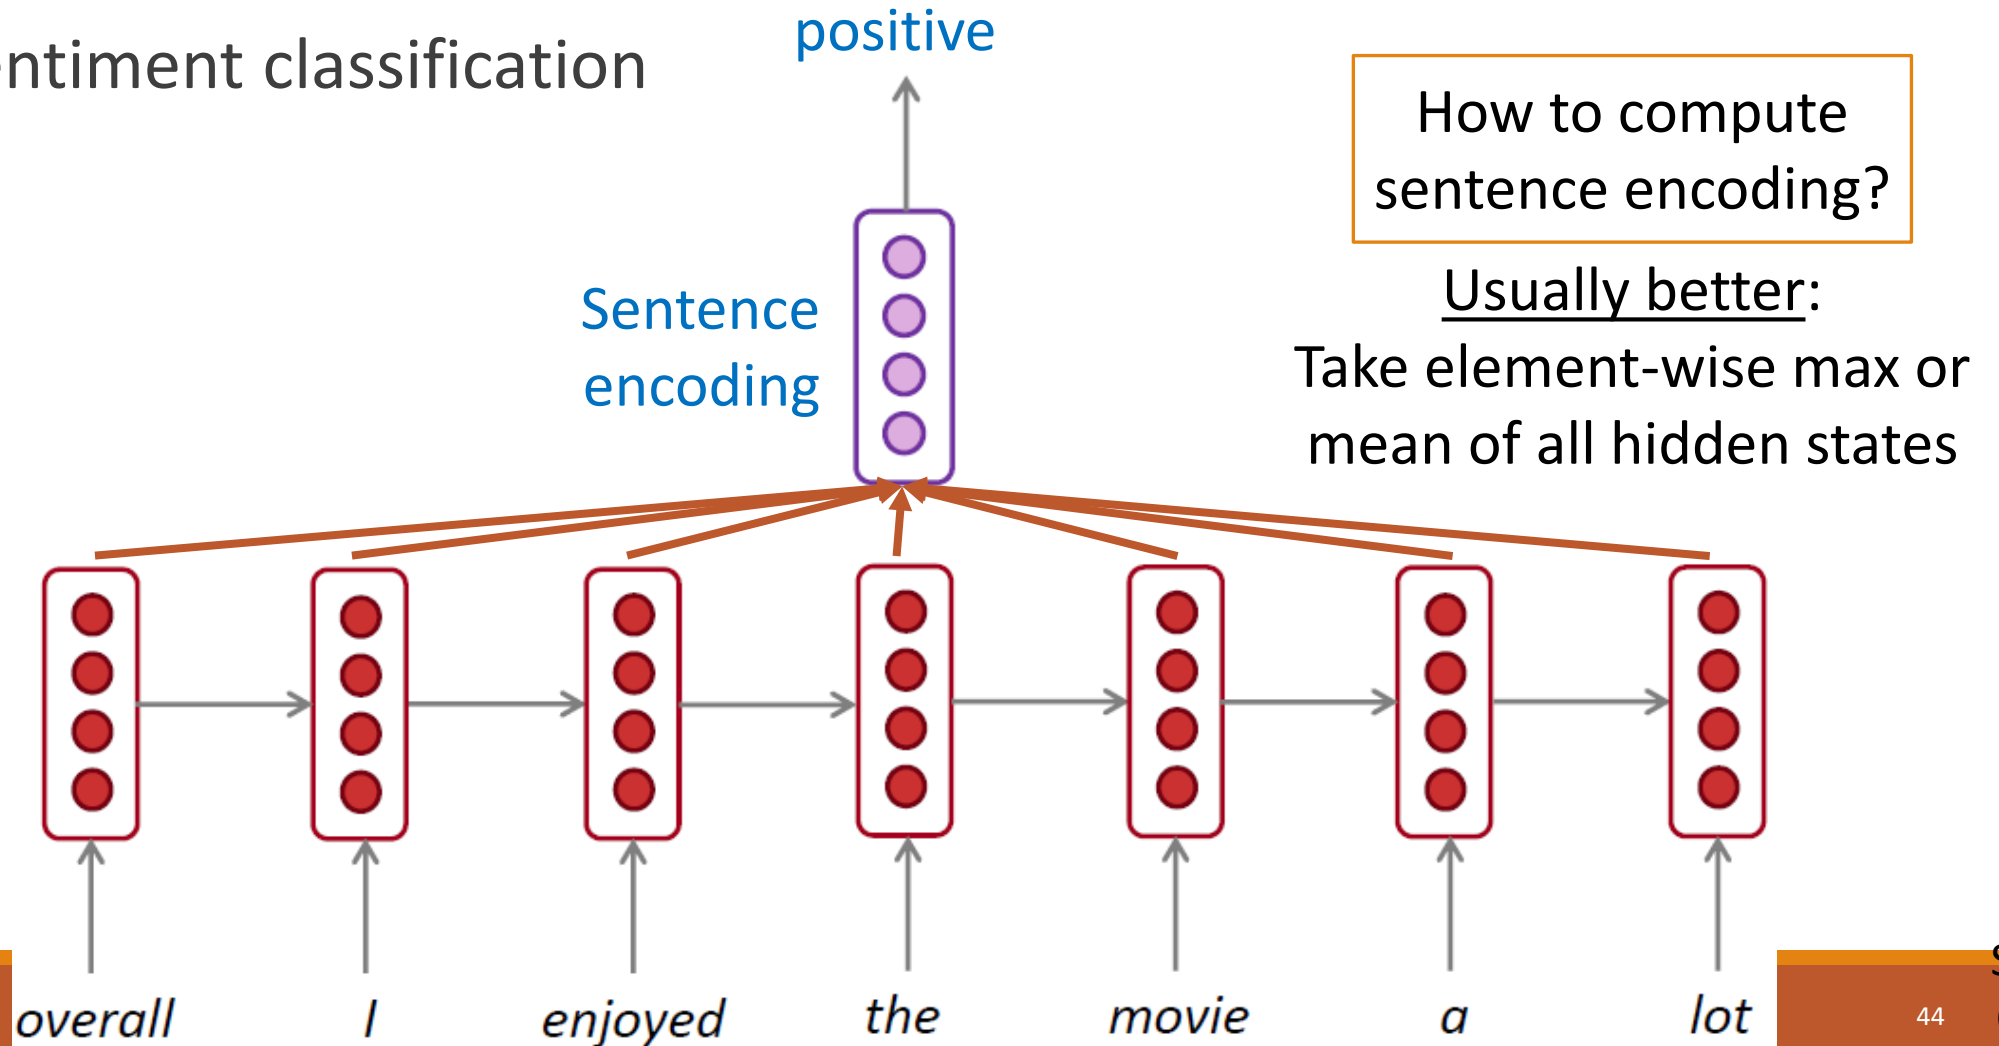 ntiment classification
positive
How to compute
sentence encoding?
Usually better:
Take element-wise max or
mean of all hidden states
Sentence
encoding
overall I enjoyed the movie a lot
44